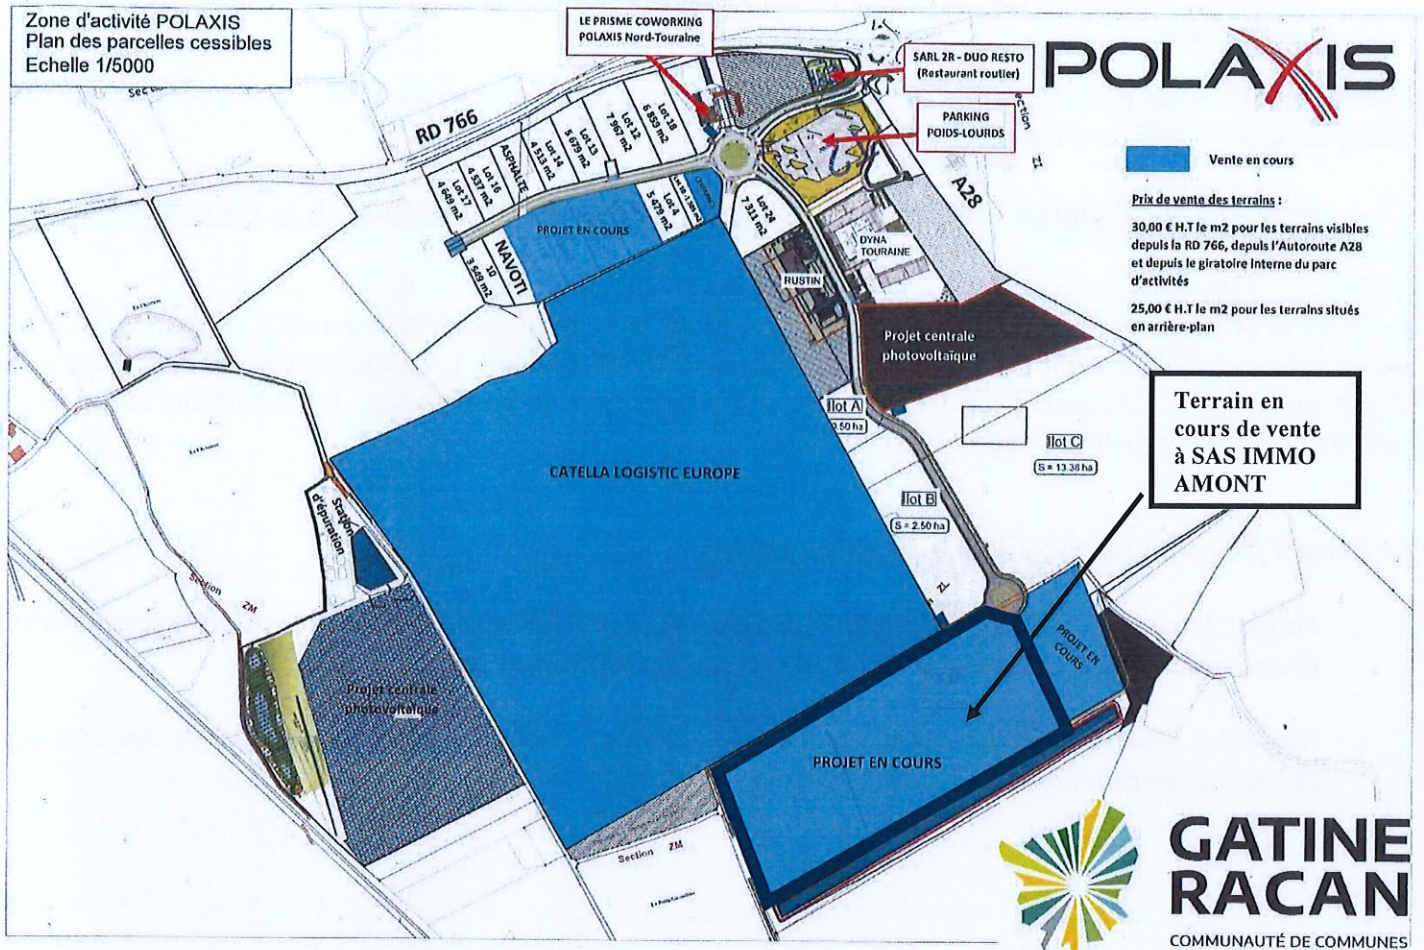 Zone d'activité POLAXIS
Plan des parcelles cessibles
Echelle 1/5000
LE PRISME COWORKING
POLAXIS Nord-Touraine
SARL 2R - DUO RESTO
(Restaurant routier)
PARKING
POIDS-LOURDS
POLAXIS
Vente en cours
Prix de vente des terrains :
30,00 € H.T le m2 pour les terrains visibles
depuis la RD 766, depuis l'Autoroute A28
et depuis le giratoire interne du parc
d'activités
25,00 € H.T le m2 pour les terrains situés
en arrière-plan
Terrain en
cours de vente
à SAS IMMO
AMONT
RD 766
A28
ZL
Lot 17
4 649 m2
Lot 16
4 537 m2
ASPHALTE
Lot 14
4 513 m2
Lot 13
5 679 m2
Lot 12
7 967 m2
Lot 18
6 859 m2
PROJET EN COURS
Lot 4
5 479 m2
Lot 24
7 311 m2
10
3 549 m2
NAVOTI
DYNA
TOURAINE
RUSTIN
Projet centrale
photovoltaïque
Ilot A
Ilot B
S = 2.50 ha
Ilot C
S = 13.38 ha
CATELLA LOGISTIC EUROPE
Station
d'épuration
Section ZM
Projet centrale
photovoltaïque
ZL
PROJET EN
COURS
PROJET EN COURS
Section ZM
GATINE
RACAN
COMMUNAUTÉ DE COMMUNES